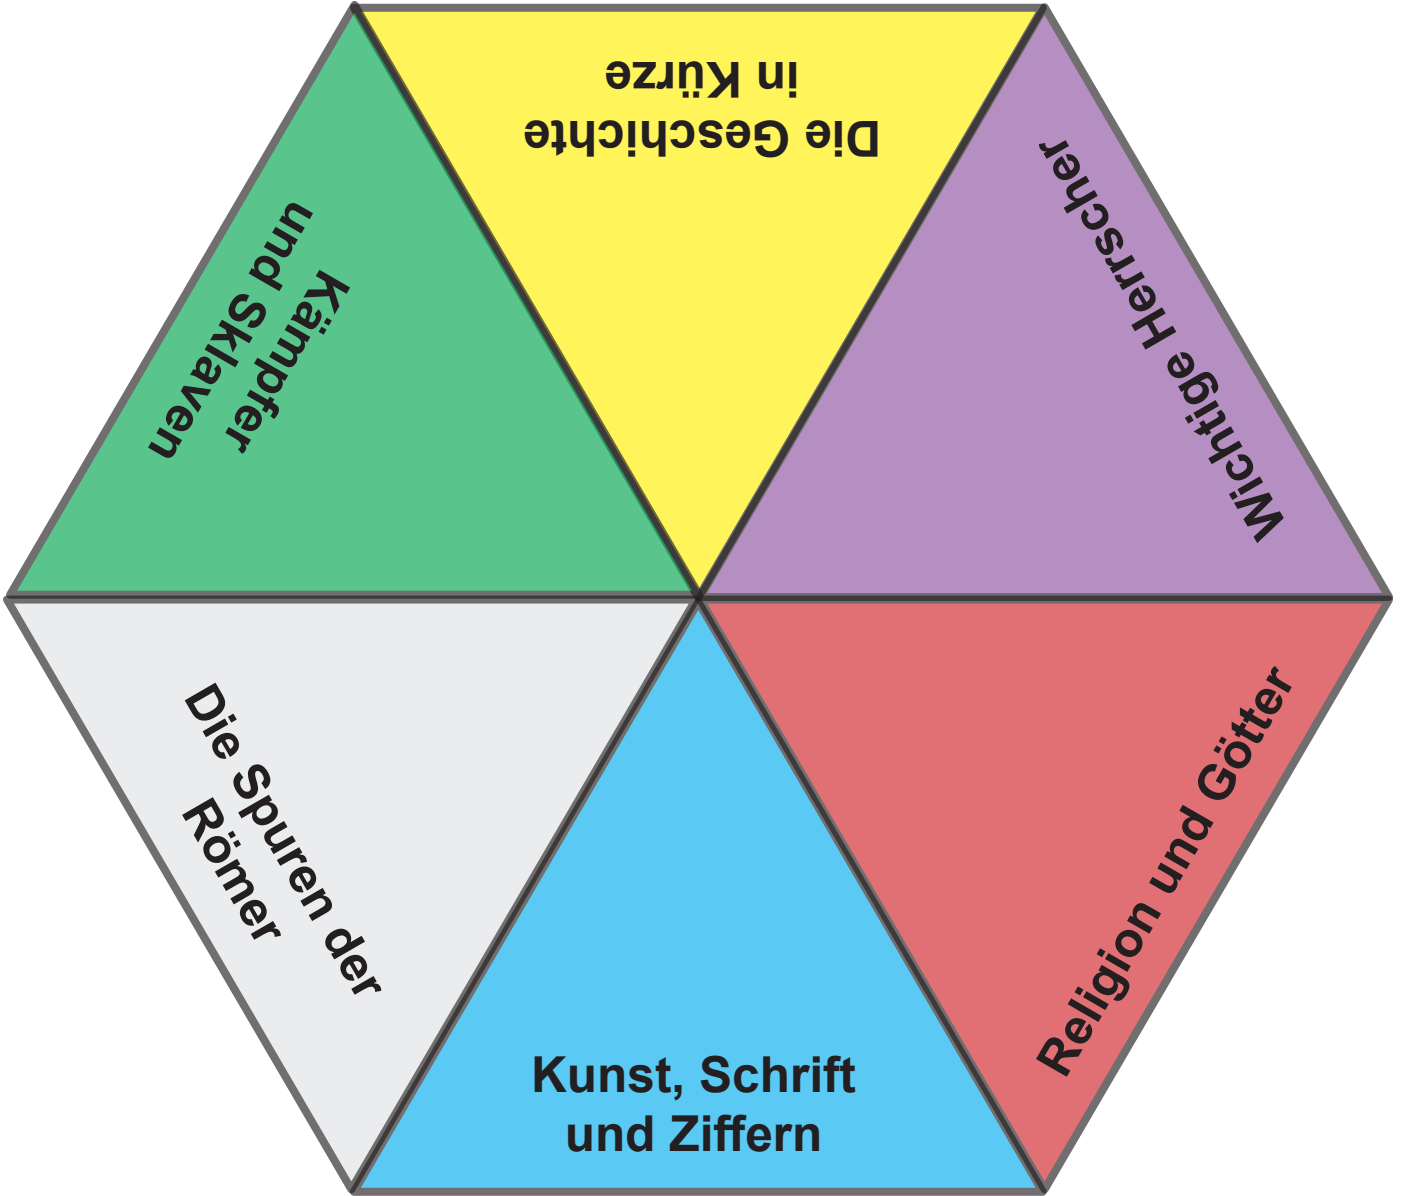 Die Geschichte
in Kürze
Wichtige Herrscher
Religion und Götter
Kunst, Schrift
und Ziffern
Die Spuren der
Römer
Kämpfer
und Sklaven